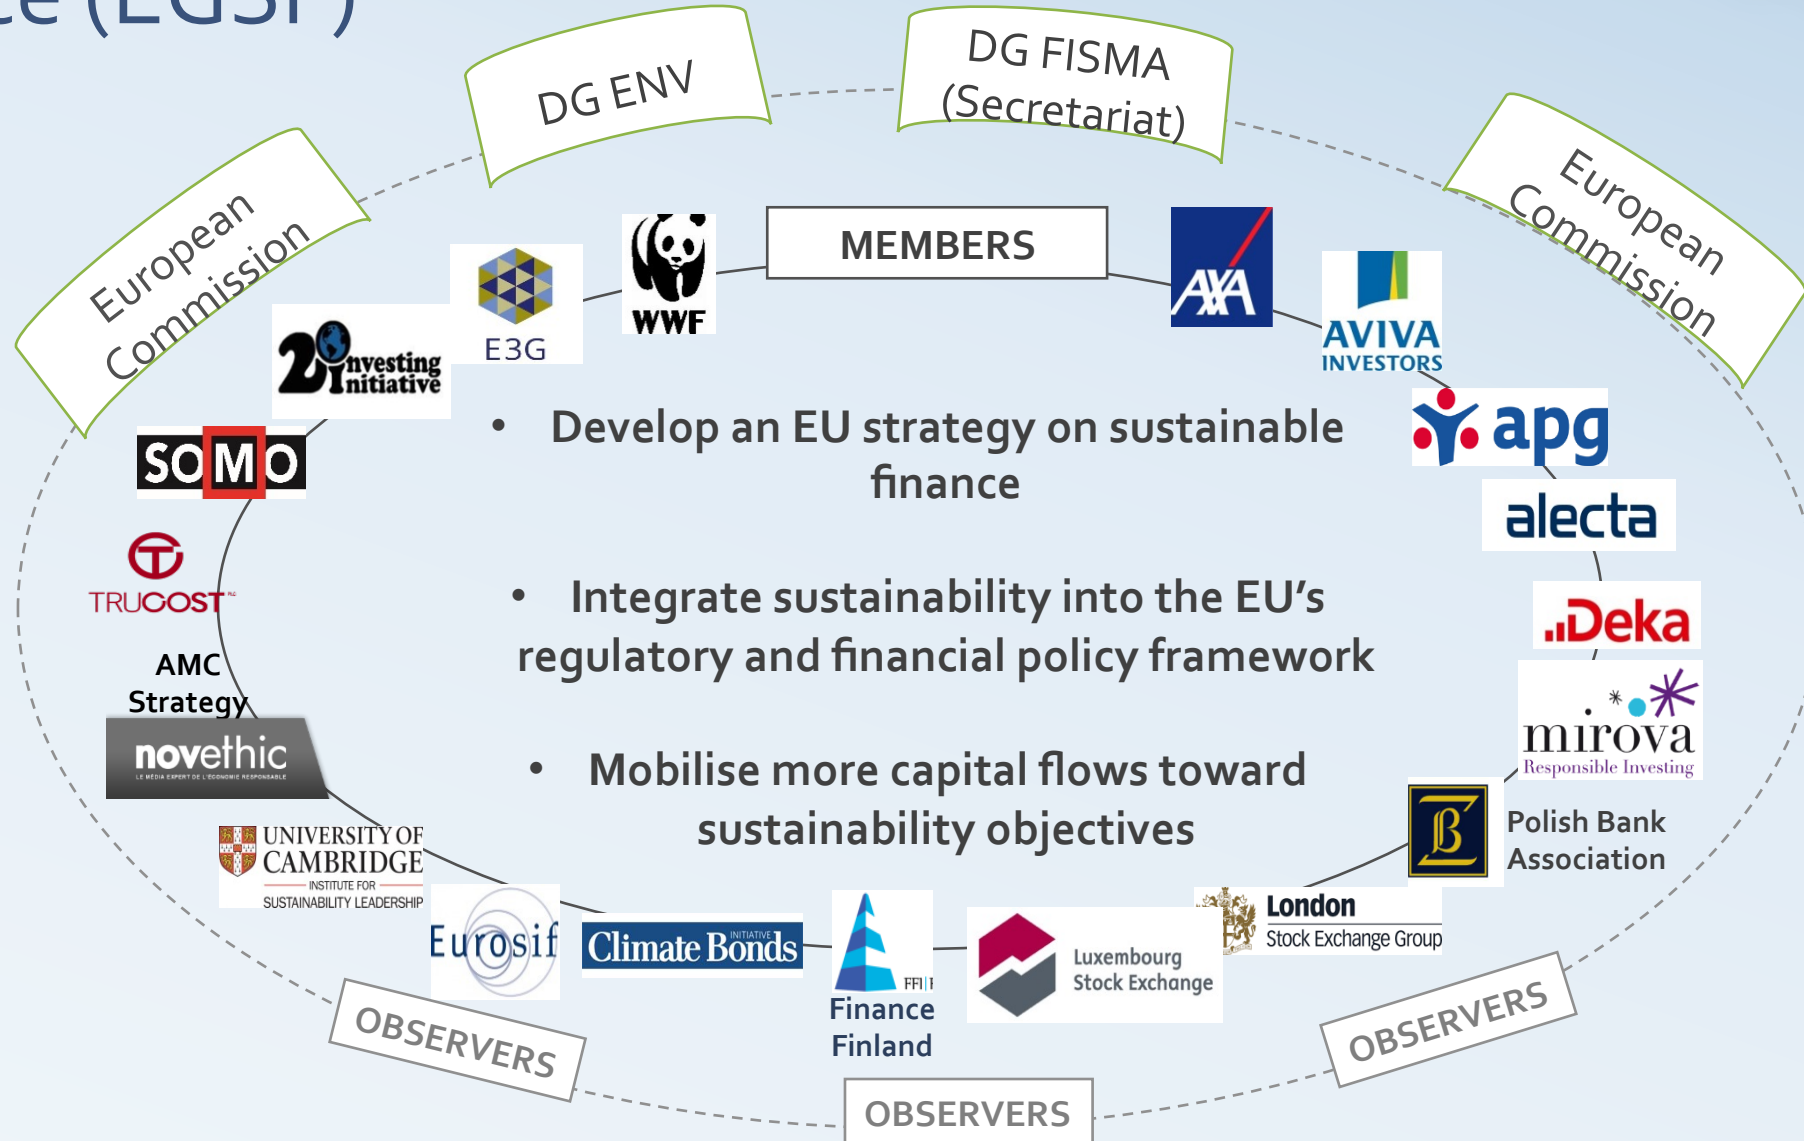 (EGSF)
DG ENV
DG FISMA
(Secretariat)
European
Commission
European
Commission
MEMBERS
WWF
E3G
2° Investing
Initiative
AXA
AVIVA
INVESTORS
apg
SOMO
alecta
TRUCOST
Deka
AMC
Strategy
novethic
LE MÉDIA EXPERT DE L'ÉCONOMIE RESPONSABLE
mirova
Responsible Investing
• Develop an EU strategy on sustainable
finance
• Integrate sustainability into the EU’s
regulatory and financial policy framework
• Mobilise more capital flows toward
sustainability objectives
Polish Bank
Association
UNIVERSITY OF
CAMBRIDGE
INSTITUTE FOR
SUSTAINABILITY LEADERSHIP
Eurosif
Climate Bonds
INITIATIVE
FFI
Finance
Finland
Luxembourg
Stock Exchange
London
Stock Exchange Group
OBSERVERS
OBSERVERS
OBSERVERS